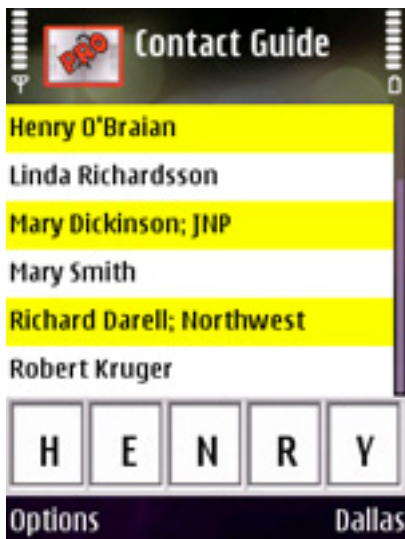 PRO
Contact Guide
Henry O'Braian
Linda Richardsson
Mary Dickinson; JNP
Mary Smith
Richard Darell; Northwest
Robert Kruger
H E N R Y
Options Dallas